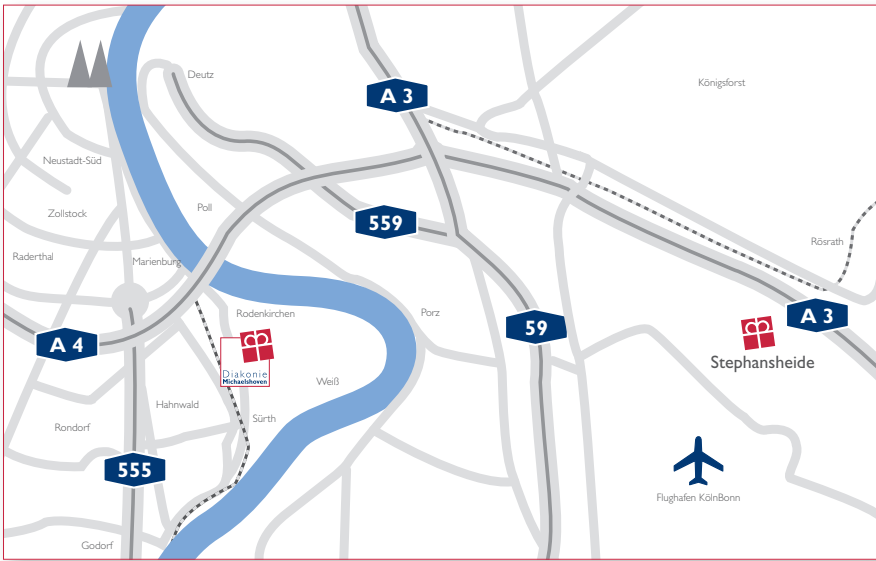 Deutz
A 3
Königsforst
Neustadt-Süd
Poll
Zollstock
559
Rösrath
Raderthal
Marienburg
Rodenkirchen
Porz
A 3
59
A 4
Stephansheide
Diakonie
Michaelshoven
Weiß
Hahnwald
Sürth
Rondorf
555
Flughafen KölnBonn
Godorf